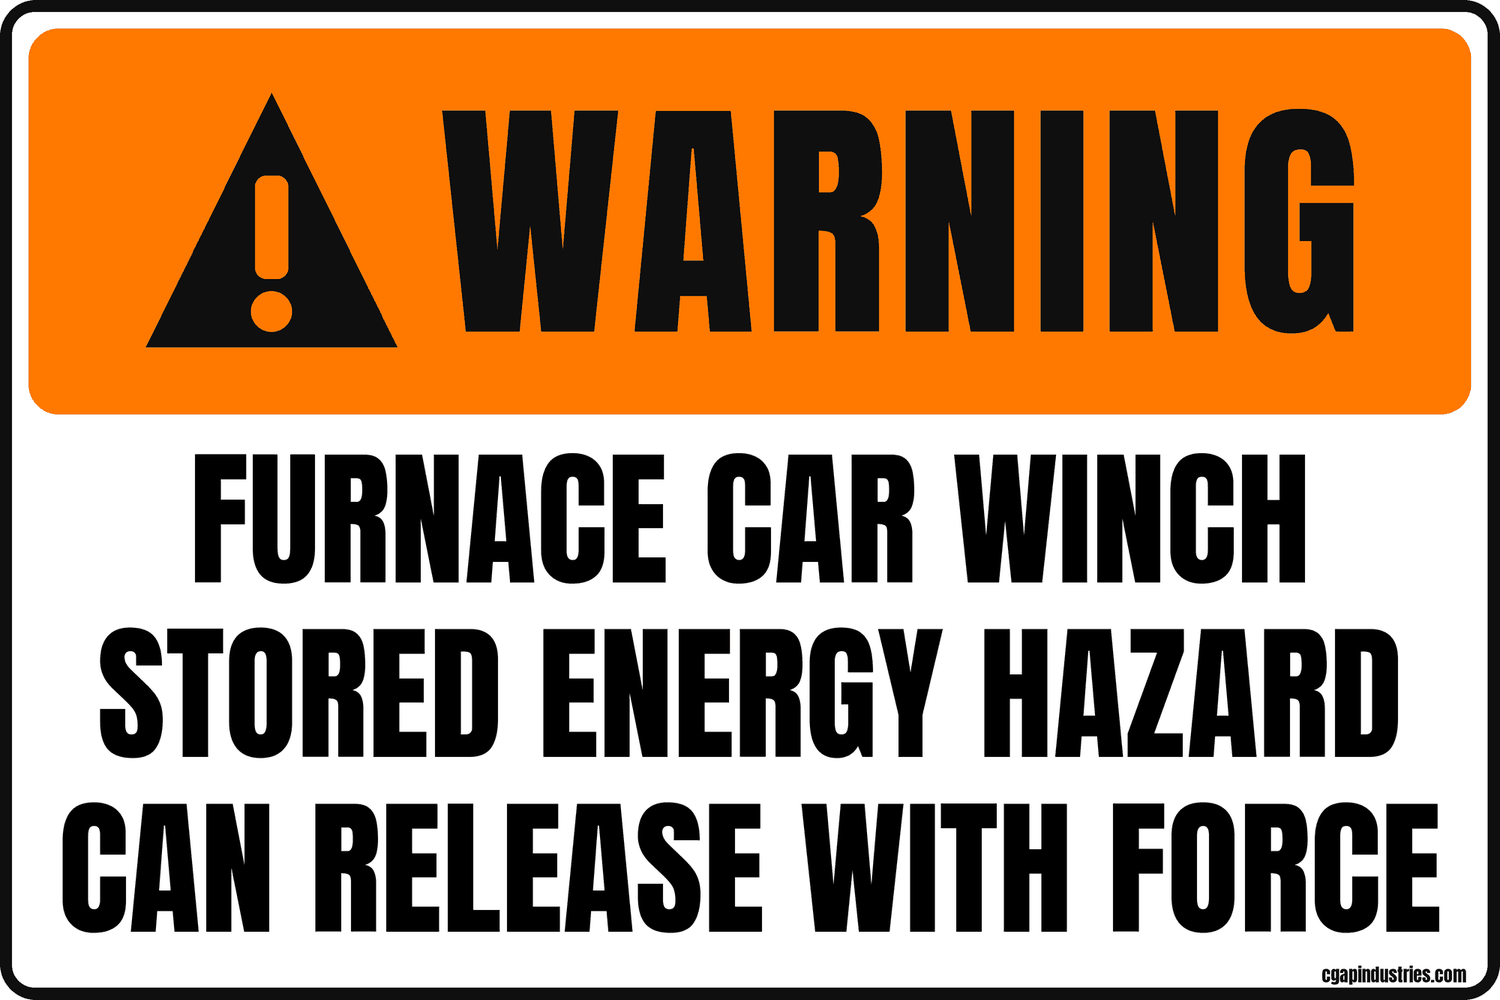 WARNING
FURNACE CAR WINCH
STORED ENERGY HAZARD
CAN RELEASE WITH FORCE
cgapindustries.com